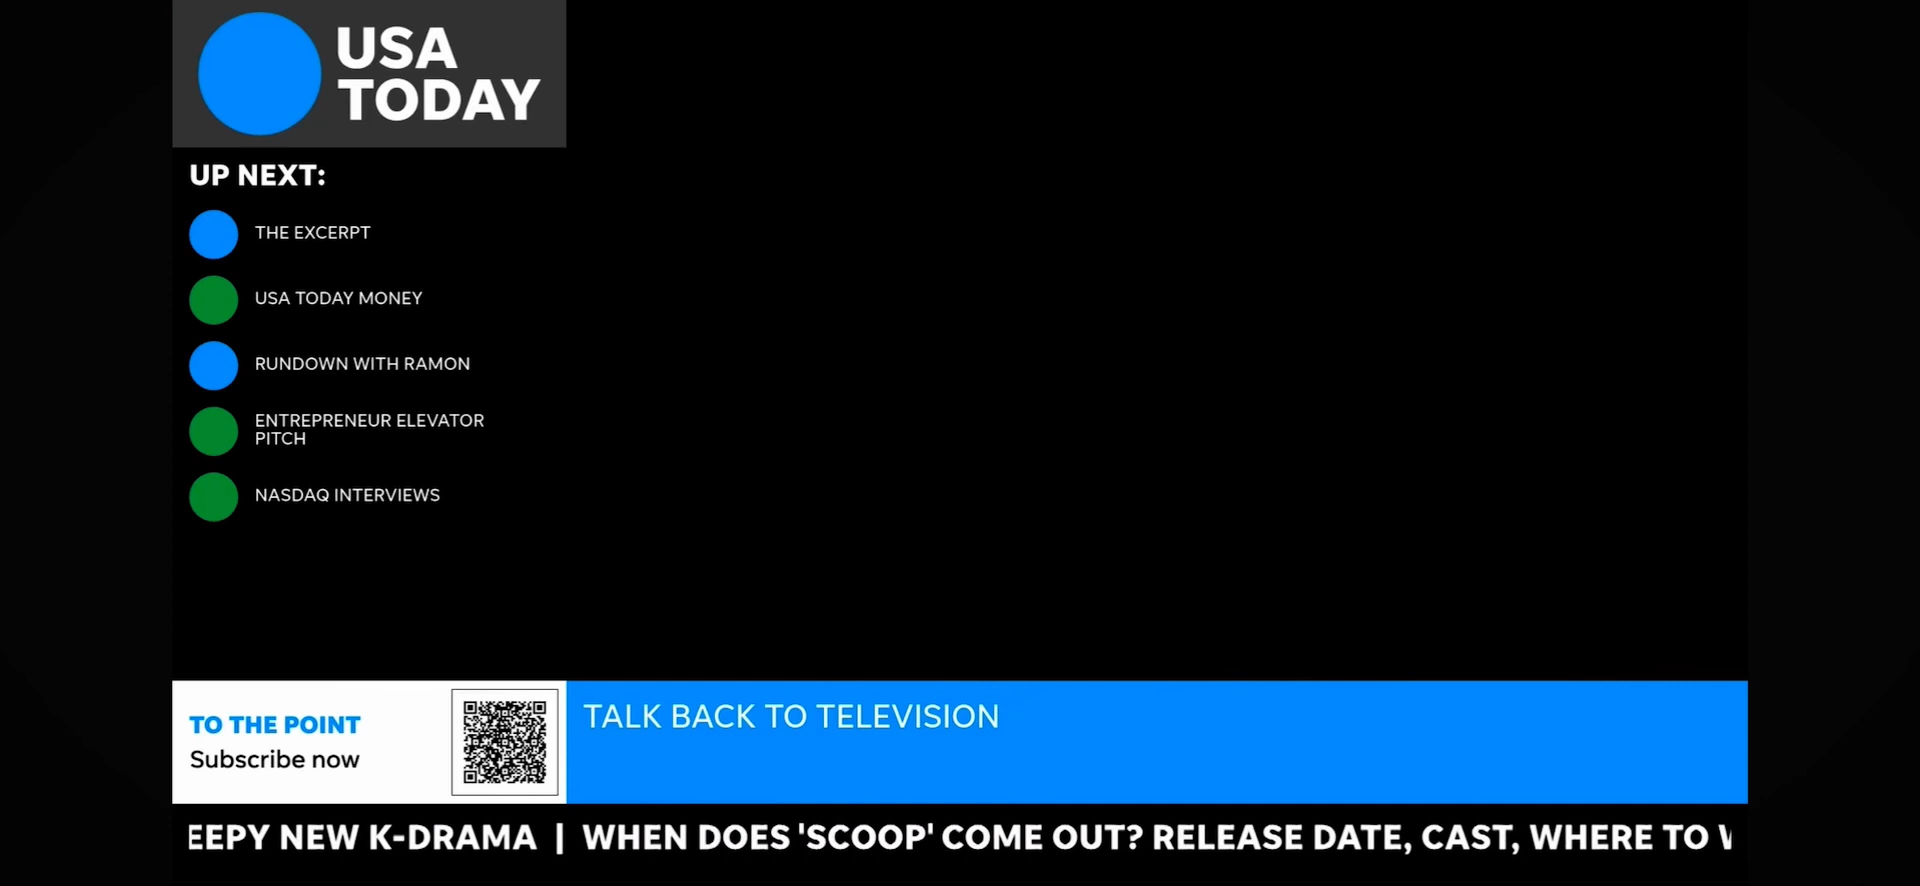 USA
TODAY
UP NEXT:
THE EXCERPT
USA TODAY MONEY
RUNDOWN WITH RAMON
ENTREPRENEUR ELEVATOR
PITCH
NASDAQ INTERVIEWS
TO THE POINT
Subscribe now
TALK BACK TO TELEVISION
EEPY NEW K-DRAMA | WHEN DOES 'SCOOP' COME OUT? RELEASE DATE, CAST, WHERE TO